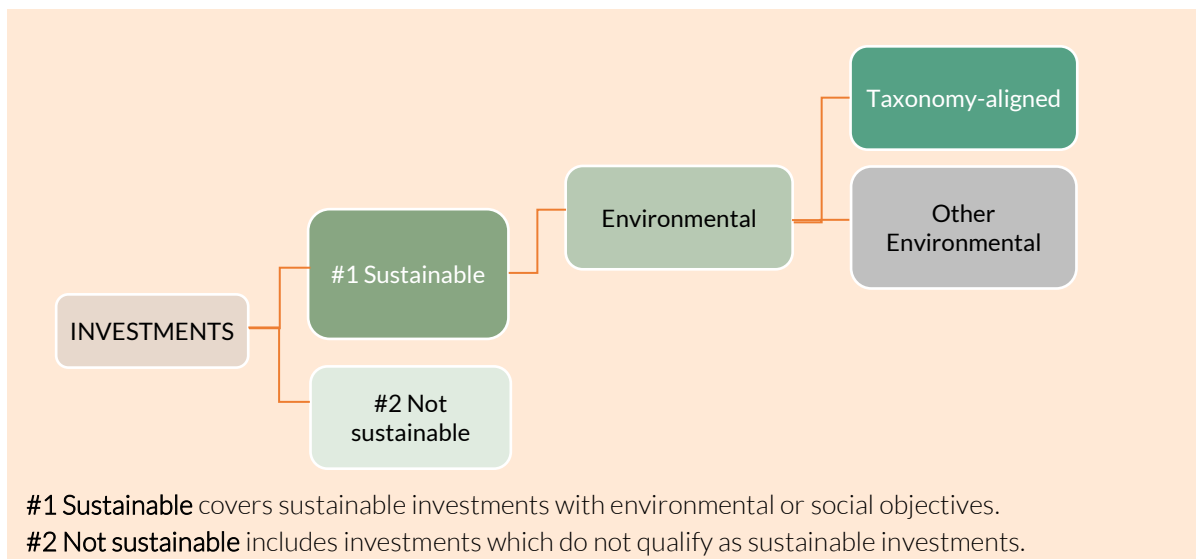 Taxonomy-aligned
Other
Environmental
Environmental
#1 Sustainable
INVESTMENTS
#2 Not
sustainable
#1 Sustainable covers sustainable investments with environmental or social objectives.
#2 Not sustainable includes investments which do not qualify as sustainable investments.